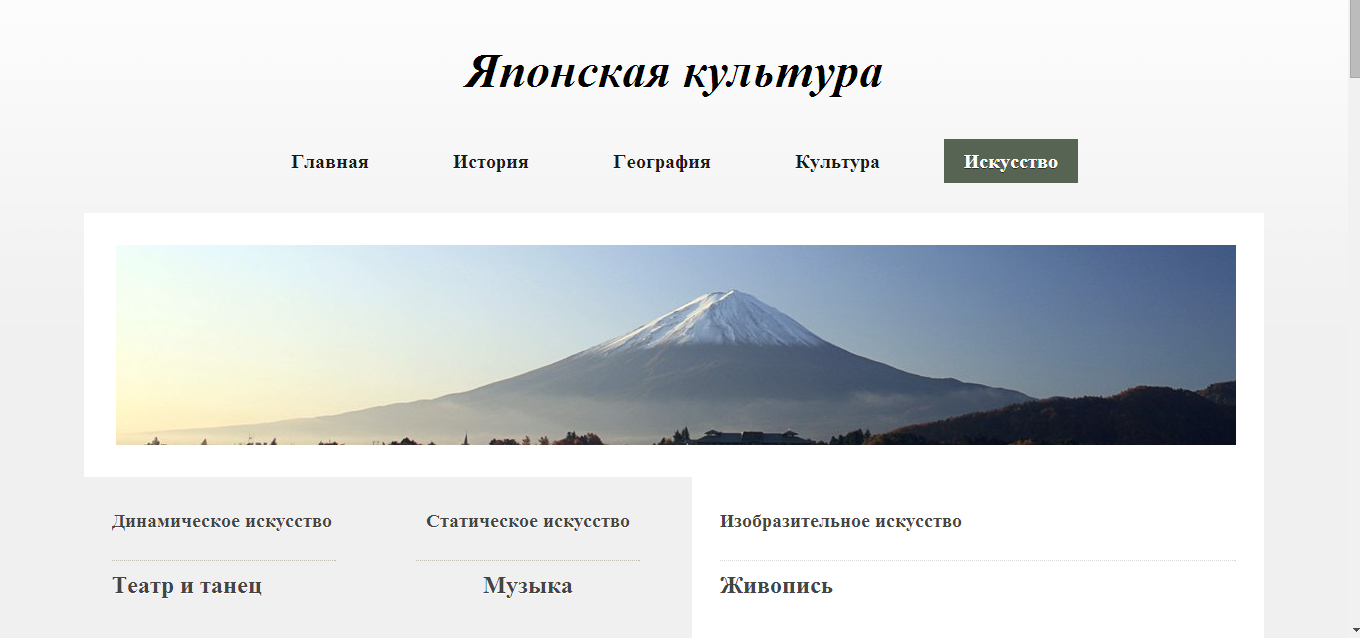 Японская культура
Главная История География Культура Искусство
Динамическое искусство Статическое искусство Изобразительное искусство
Театр и танец Музыка Живопись